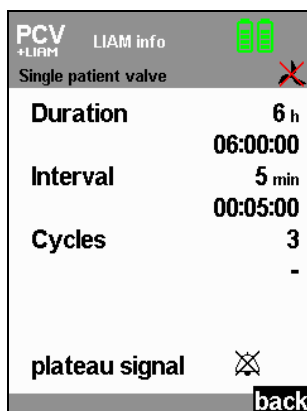 PCV LIAM info
+LIAM
Single patient valve
Duration 6 h
06:00:00
Interval 5 min
00:05:00
Cycles 3
-
plateau signal
back